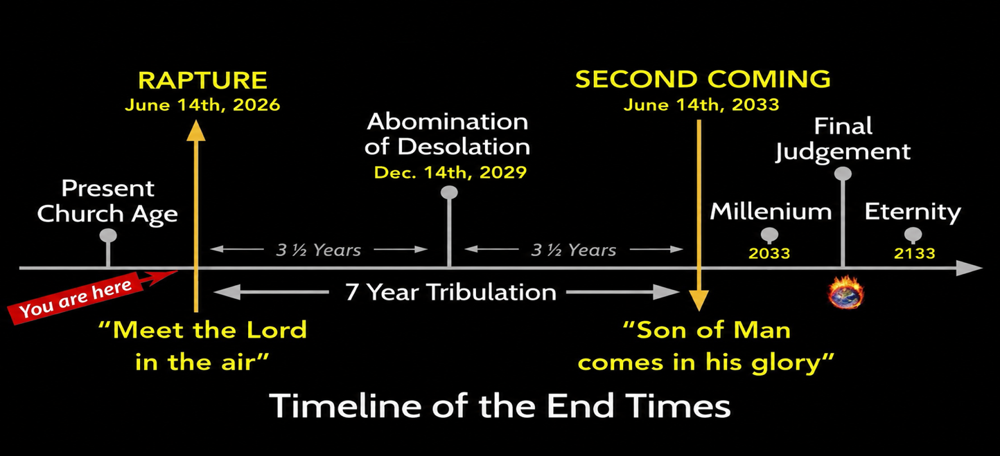 RAPTURE
June 14th, 2026
SECOND COMING
June 14th, 2033
Abomination
of Desolation
Dec. 14th, 2029
Final
Judgement
Present
Church Age
Millenium
2033
Eternity
2133
3 ½ Years
3 ½ Years
You are here
7 Year Tribulation
“Meet the Lord
in the air”
”Son of Man
comes in his glory“
Timeline of the End Times